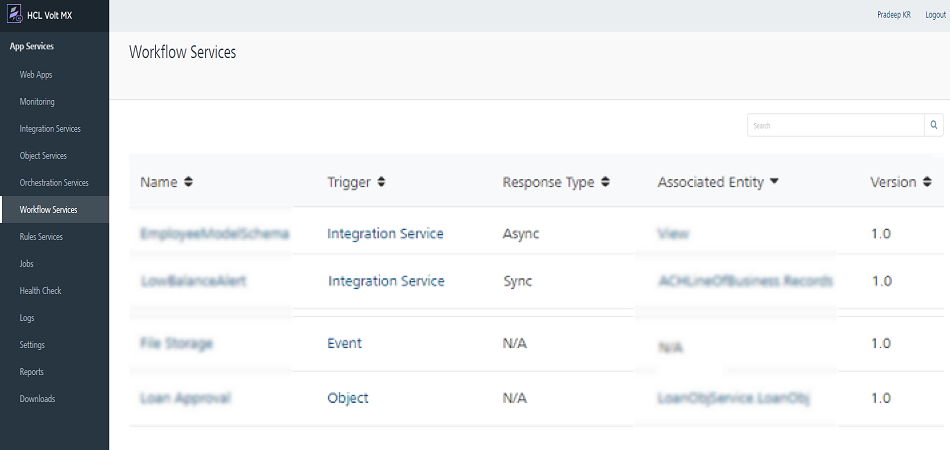 HCL Volt MX
Pradeep KR Logout
App Services
Web Apps
Monitoring
Integration Services
Object Services
Orchestration Services
Workflow Services
Rules Services
Jobs
Health Check
Logs
Settings
Reports
Downloads
Workflow Services
Search
Name Trigger Response Type Associated Entity Version
EmployeeModelSchema Integration Service Async View 1.0
LowBalanceAlert Integration Service Sync ACHLineOfBusiness.Records 1.0
File Storage Event N/A N/A 1.0
Loan Approval Object N/A LoanObjService.LoanObj 1.0